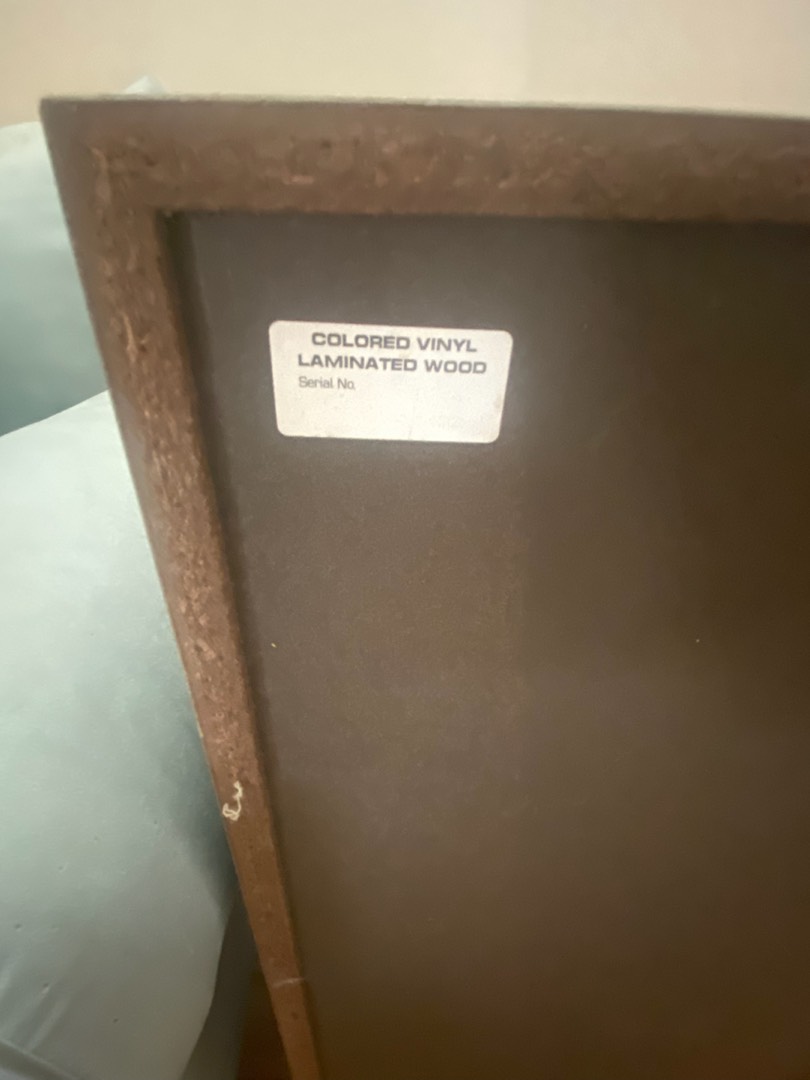 COLORED VINYL
LAMINATED WOOD
Serial No.